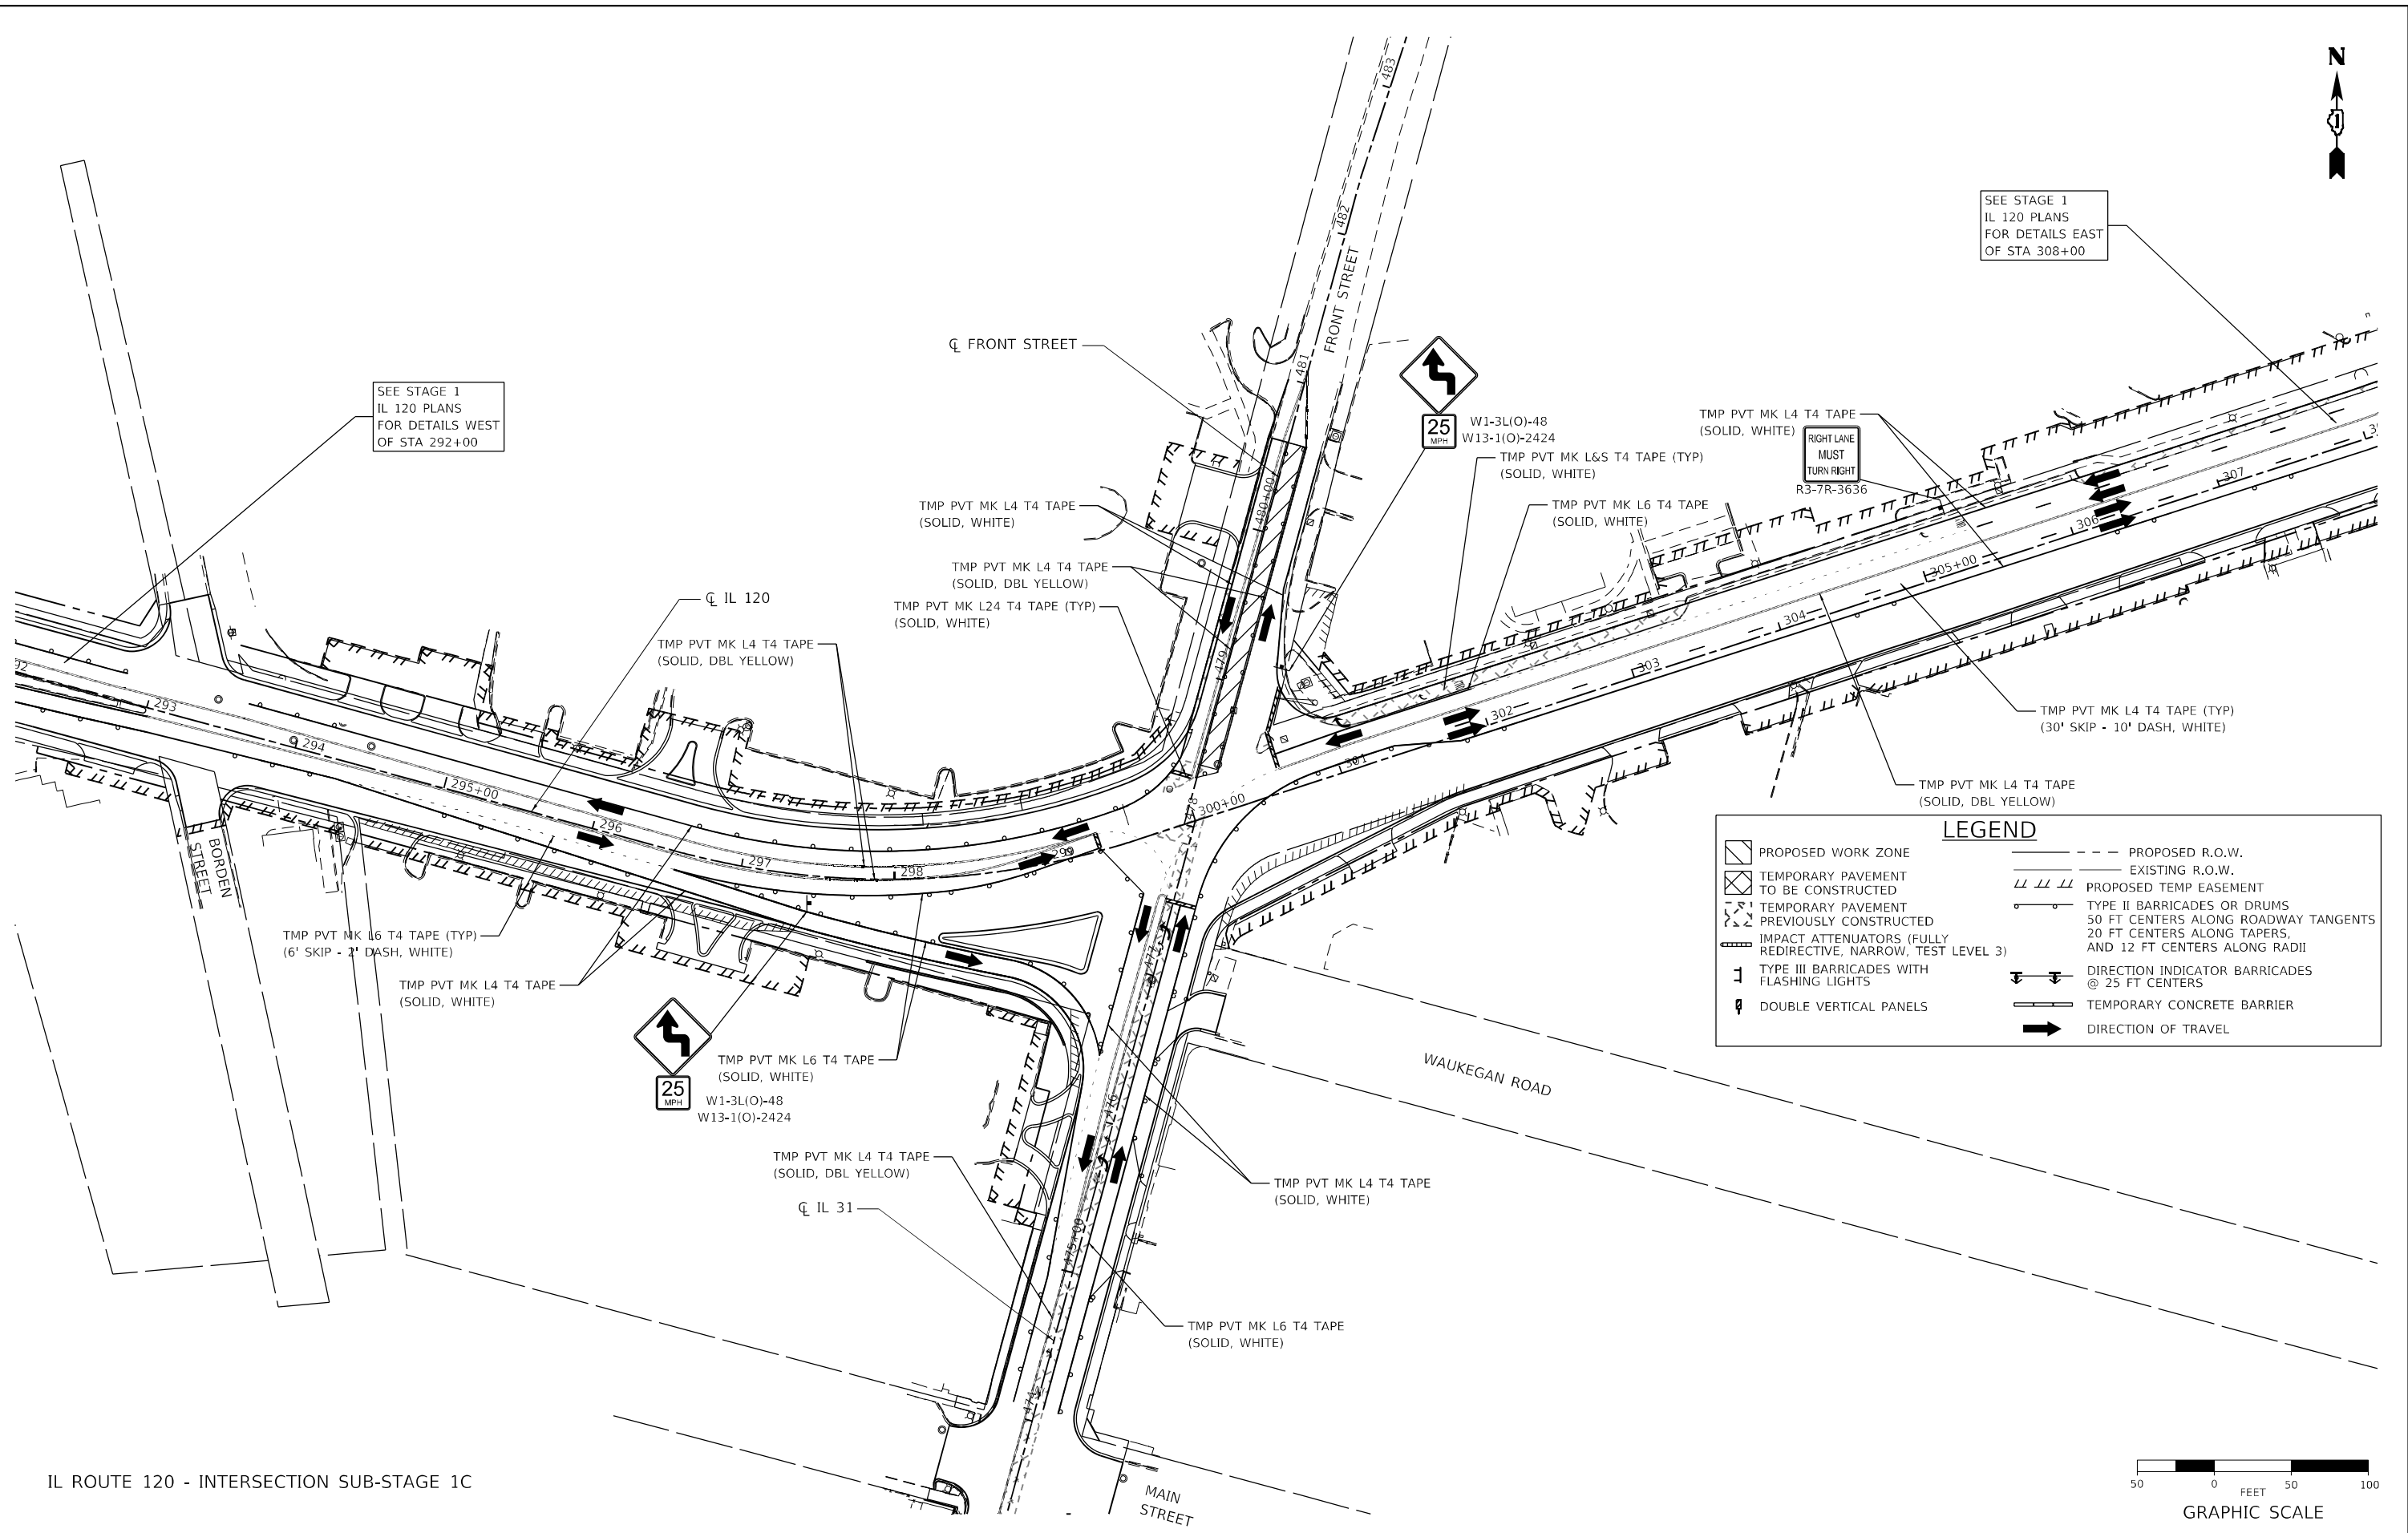 N
483
482
FRONT STREET
481
SEE STAGE 1
IL 120 PLANS
FOR DETAILS EAST
OF STA 308+00
℄ FRONT STREET
SEE STAGE 1
IL 120 PLANS
FOR DETAILS WEST
OF STA 292+00
25
MPH
W1-3L(O)-48
W13-1(O)-2424
TMP PVT MK L4 T4 TAPE
(SOLID, WHITE)
RIGHT LANE
MUST
TURN RIGHT
R3-7R-3636
TMP PVT MK L&S T4 TAPE (TYP)
(SOLID, WHITE)
TMP PVT MK L6 T4 TAPE
(SOLID, WHITE)
TMP PVT MK L4 T4 TAPE
(SOLID, WHITE)
480+00
TMP PVT MK L4 T4 TAPE
(SOLID, DBL YELLOW)
TMP PVT MK L24 T4 TAPE (TYP)
(SOLID, WHITE)
℄ IL 120
TMP PVT MK L4 T4 TAPE
(SOLID, DBL YELLOW)
479
307
306
305+00
304
303
302
301
300+00
299
298
297
296
295+00
294
293
92
478
477
476
475+00
474
TMP PVT MK L4 T4 TAPE (TYP)
(30' SKIP - 10' DASH, WHITE)
TMP PVT MK L4 T4 TAPE
(SOLID, DBL YELLOW)
BORDEN
STREET
TMP PVT MK L6 T4 TAPE (TYP)
(6' SKIP - 2' DASH, WHITE)
TMP PVT MK L4 T4 TAPE
(SOLID, WHITE)
25
MPH
TMP PVT MK L6 T4 TAPE
(SOLID, WHITE)
W1-3L(O)-48
W13-1(O)-2424
TMP PVT MK L4 T4 TAPE
(SOLID, DBL YELLOW)
℄ IL 31
TMP PVT MK L4 T4 TAPE
(SOLID, WHITE)
TMP PVT MK L6 T4 TAPE
(SOLID, WHITE)
WAUKEGAN ROAD
MAIN
STREET
LEGEND
PROPOSED WORK ZONE
TEMPORARY PAVEMENT
TO BE CONSTRUCTED
TEMPORARY PAVEMENT
PREVIOUSLY CONSTRUCTED
IMPACT ATTENUATORS (FULLY
REDIRECTIVE, NARROW, TEST LEVEL 3)
TYPE III BARRICADES WITH
FLASHING LIGHTS
DOUBLE VERTICAL PANELS
PROPOSED R.O.W.
EXISTING R.O.W.
PROPOSED TEMP EASEMENT
TYPE II BARRICADES OR DRUMS
50 FT CENTERS ALONG ROADWAY TANGENTS
20 FT CENTERS ALONG TAPERS,
AND 12 FT CENTERS ALONG RADII
DIRECTION INDICATOR BARRICADES
@ 25 FT CENTERS
TEMPORARY CONCRETE BARRIER
DIRECTION OF TRAVEL
IL ROUTE 120 - INTERSECTION SUB-STAGE 1C
50 0 50 100
FEET
GRAPHIC SCALE